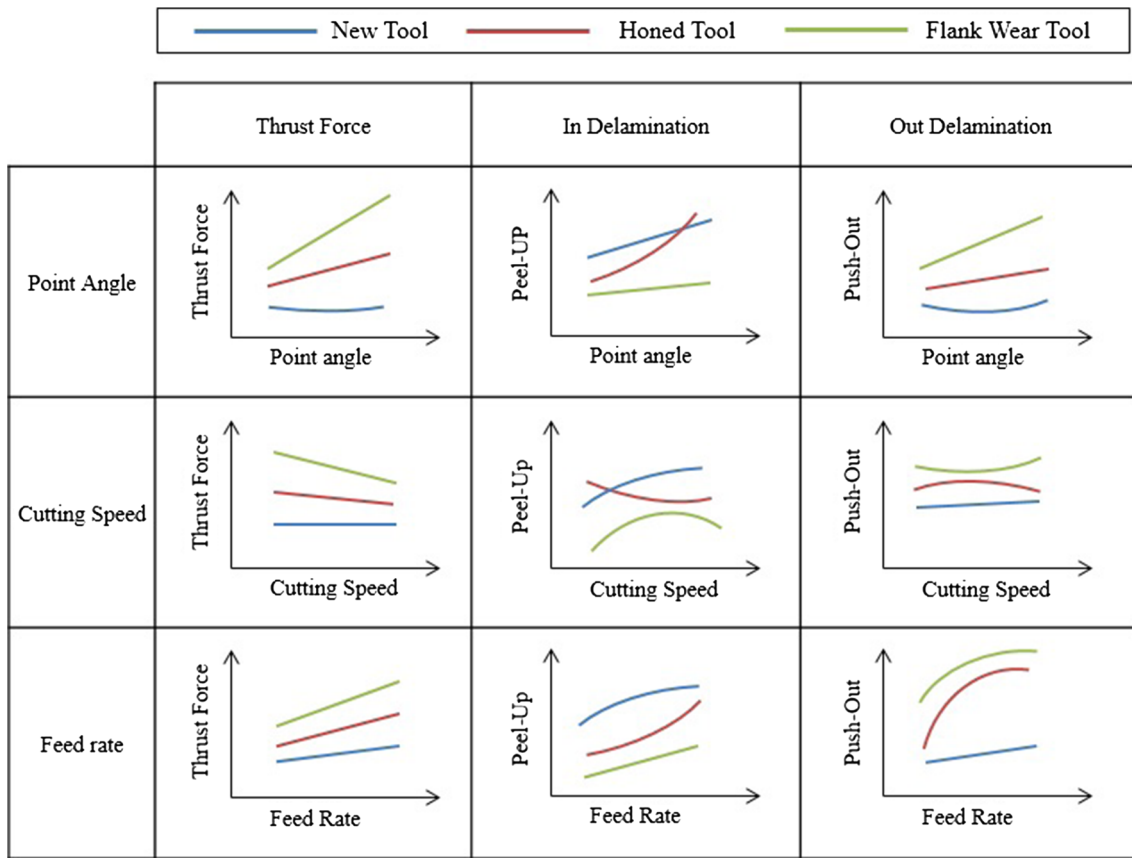 New Tool Honed Tool Flank Wear Tool
Thrust Force In Delamination Out Delamination
Point Angle
Thrust Force
Point angle
Peel-UP
Point angle
Push-Out
Point angle
Cutting Speed
Thrust Force
Cutting Speed
Peel-Up
Cutting Speed
Push-Out
Cutting Speed
Feed rate
Thrust Force
Feed Rate
Peel-Up
Feed Rate
Push-Out
Feed Rate